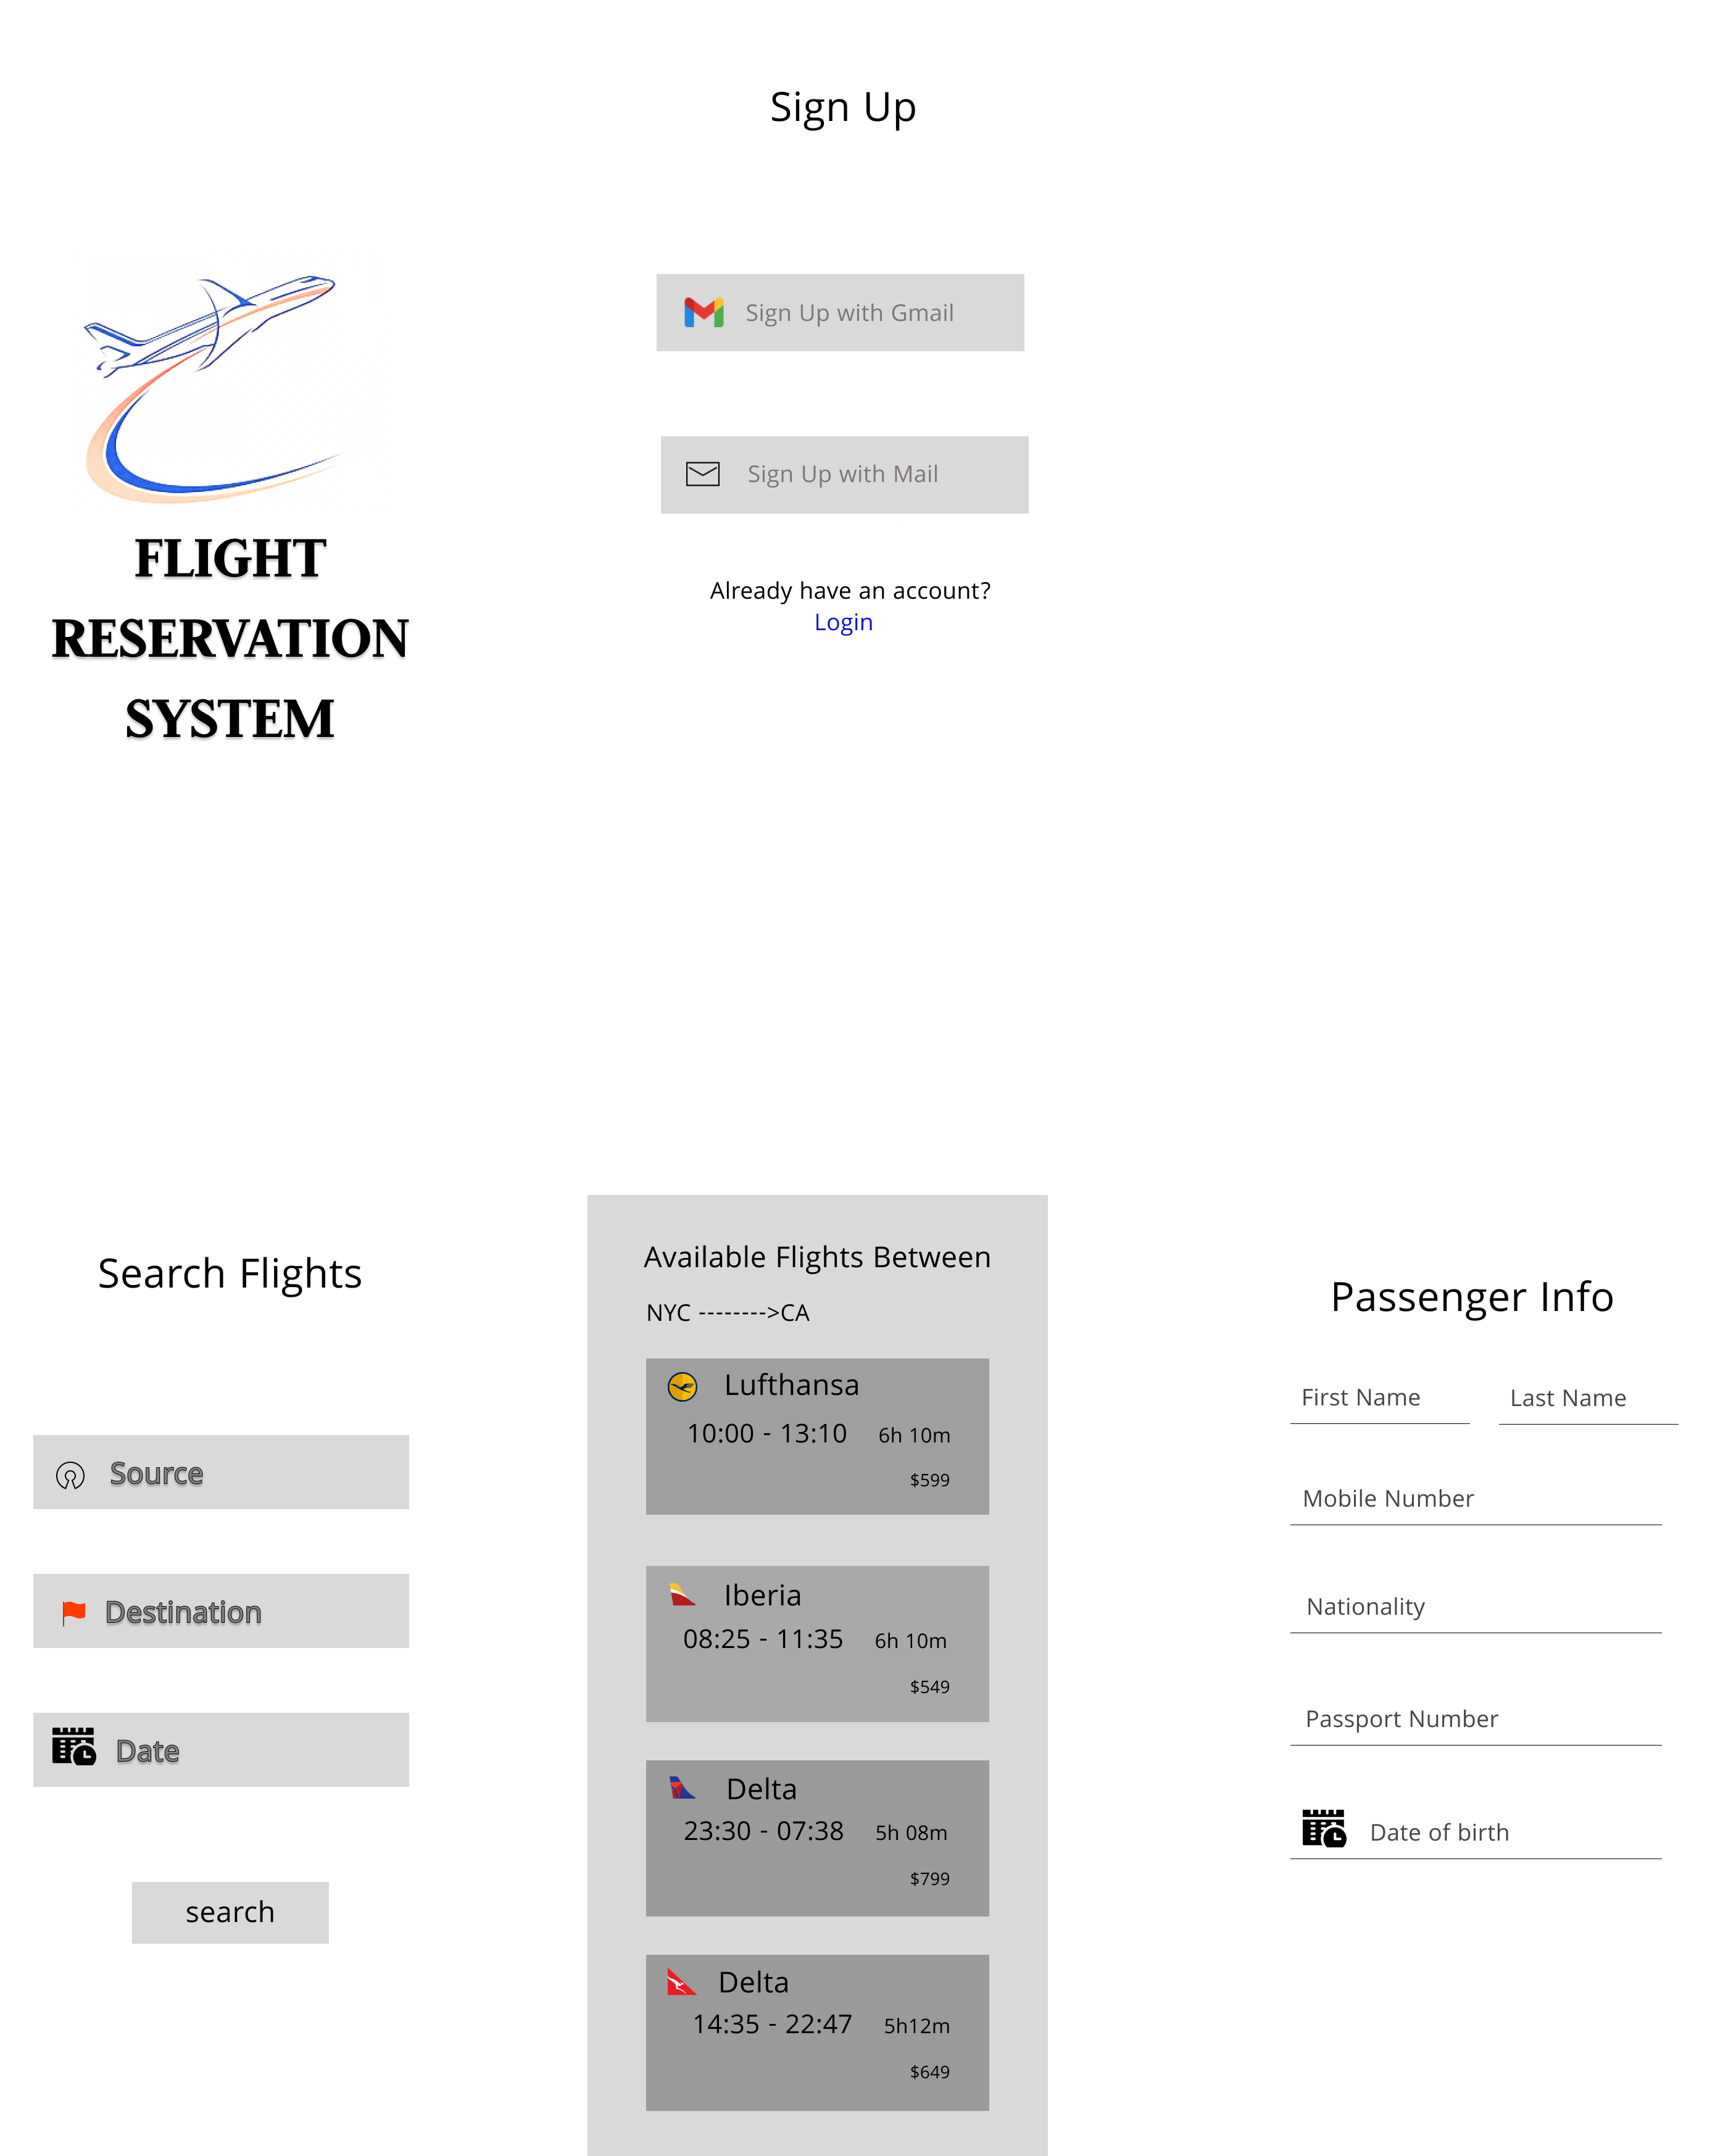 Sign Up
Sign Up with Gmail
Sign Up with Mail
Already have an account?
Login
FLIGHT
RESERVATION
SYSTEM
Search Flights
Source
Destination
Date
search
Available Flights Between
NYC -------->CA
Lufthansa
10:00 - 13:10 6h 10m
$599
Iberia
08:25 - 11:35 6h 10m
$549
Delta
23:30 - 07:38 5h 08m
$799
Delta
14:35 - 22:47 5h12m
$649
Passenger Info
First Name Last Name
Mobile Number
Nationality
Passport Number
Date of birth